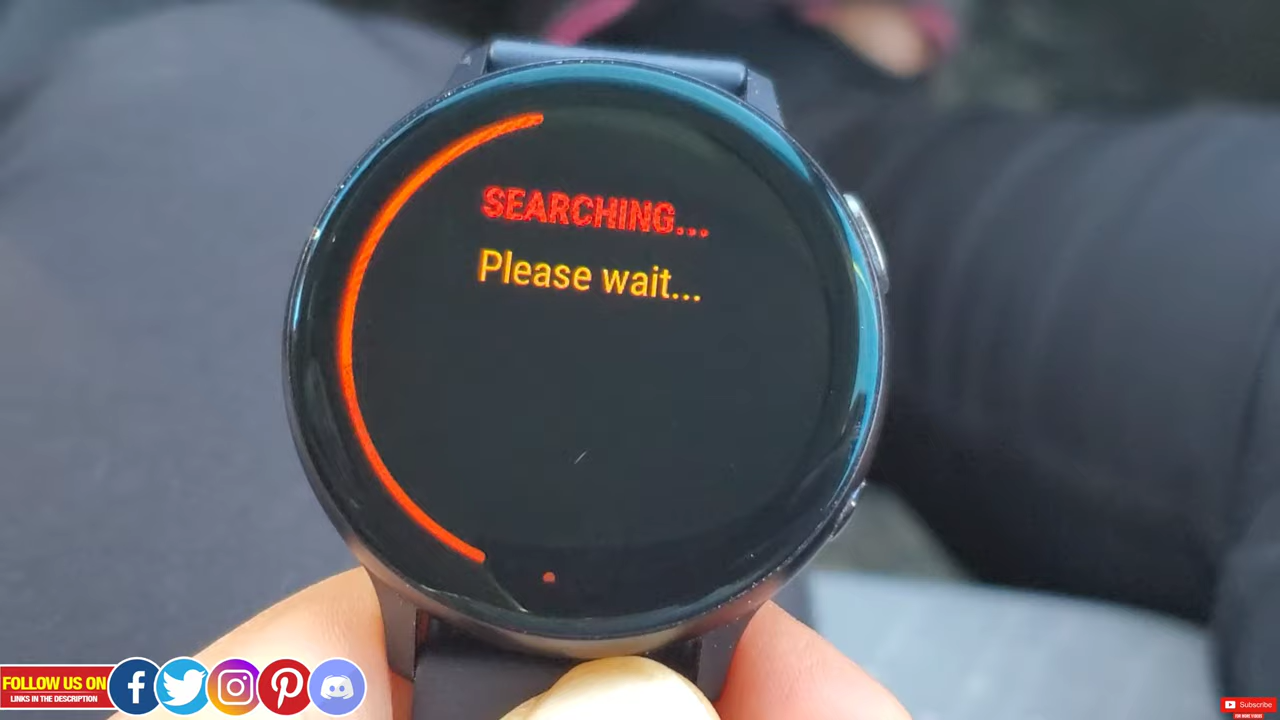 SEARCHING...
Please wait...
FOLLOW US ON
LINKS IN THE DESCRIPTION
Subscribe